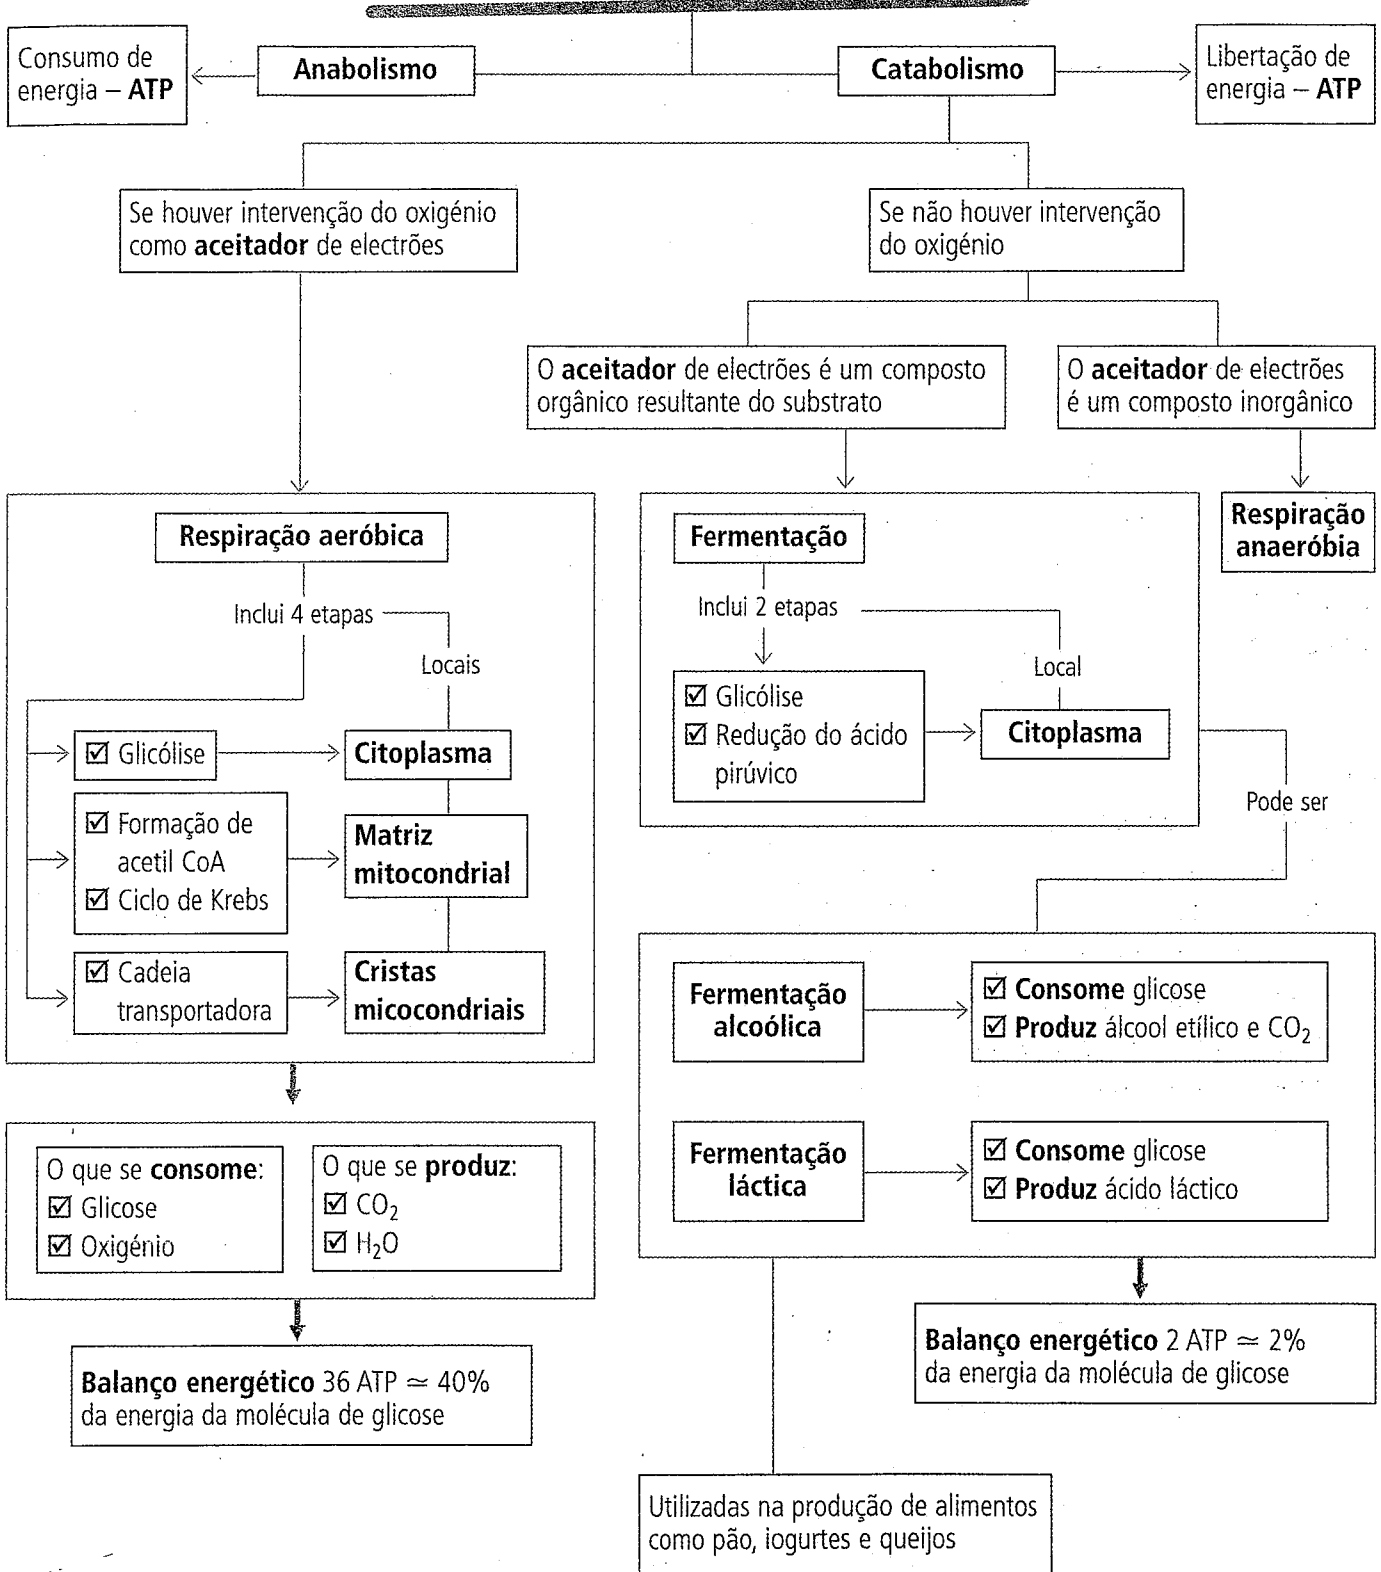 Consumo de
energia – ATP
Anabolismo
Catabolismo
Libertação de
energia – ATP
Se houver intervenção do oxigénio
como aceitador de electrões
Se não houver intervenção
do oxigénio
O aceitador de electrões é um composto
orgânico resultante do substrato
O aceitador de electrões
é um composto inorgânico
Respiração aeróbica
Inclui 4 etapas
Locais
☑ Glicólise
Citoplasma
☑ Formação de
acetil CoA
☑ Ciclo de Krebs
Matriz
mitocondrial
☑ Cadeia
transportadora
Cristas
micocondriais
Fermentação
Inclui 2 etapas
Local
☑ Glicólise
☑ Redução do ácido
pirúvico
Citoplasma
Respiração
anaeróbia
Pode ser
Fermentação
alcoólica
☑ Consome glicose
☑ Produz álcool etílico e CO₂
Fermentação
láctica
☑ Consome glicose
☑ Produz ácido láctico
O que se consome:
☑ Glicose
☑ Oxigénio
O que se produz:
☑ CO₂
☑ H₂O
Balanço energético 36 ATP ≃ 40%
da energia da molécula de glicose
Balanço energético 2 ATP ≃ 2%
da energia da molécula de glicose
Utilizadas na produção de alimentos
como pão, iogurtes e queijos